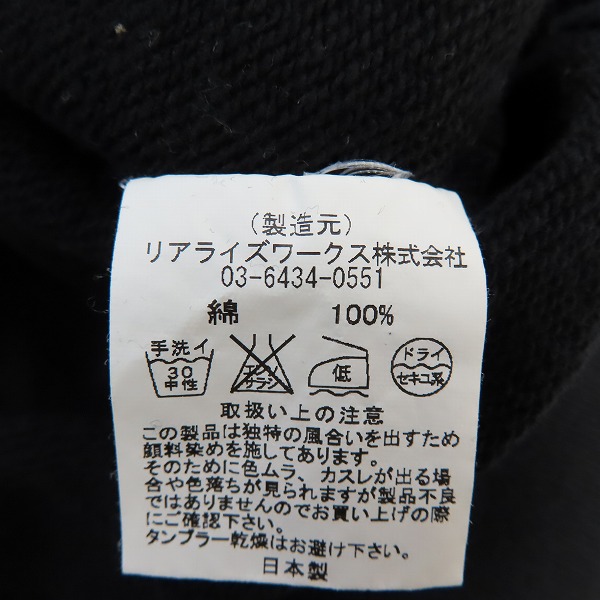 （製造元）
リアライズワークス株式会社
03-6434-0551
綿 100%
手洗イ 30 中性 エンソ サラシ 低 ドライ セキユ系
取扱い上の注意
この製品は独特の風合いを出すため
顔料染めを施してあります。
そのために色ムラ、カスレが出る場
合や色落ちが見られますが製品不良
ではありませんのでお買い上げの際
にご確認下さい。
タンブラー乾燥はお避け下さい。
日本製